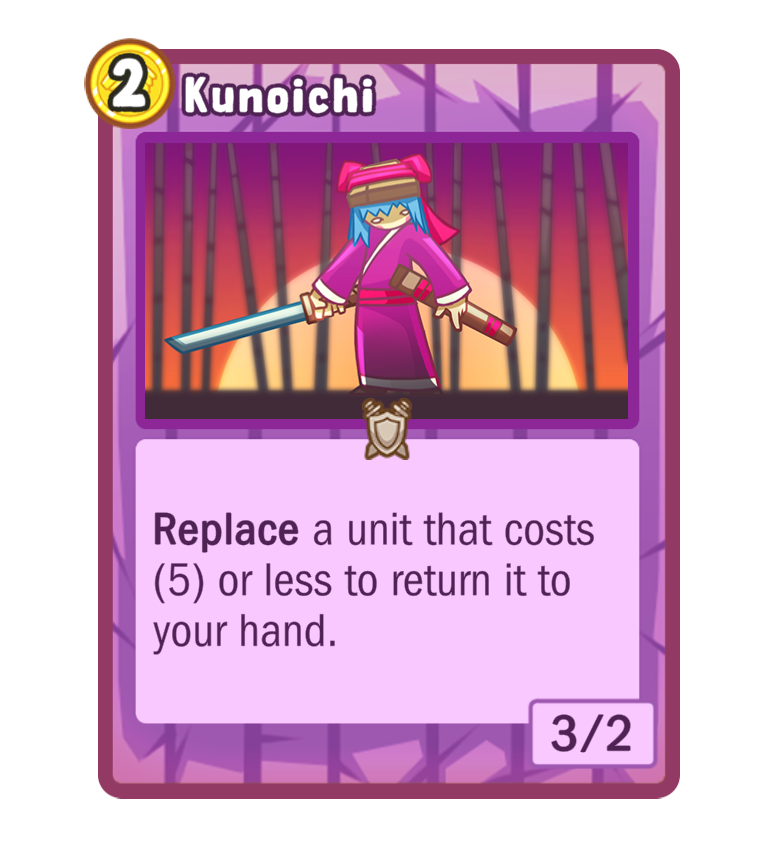 2
Kunoichi
Replace a unit that costs
(5) or less to return it to
your hand.
3/2